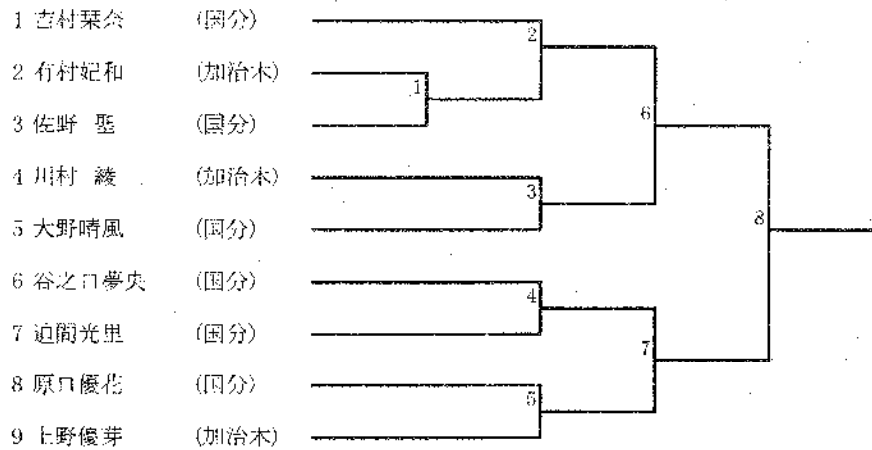 1 吉村栞奈 (国分)
2 有村妃和 (加治木)
3 佐野 聖 (国分)
4 川村 綾 (加治木)
5 大野晴風 (国分)
6 谷之口夢央 (国分)
7 迫間光里 (国分)
8 原口優花 (国分)
9 上野優芽 (加治木)
2
1
6
3
8
4
7
5